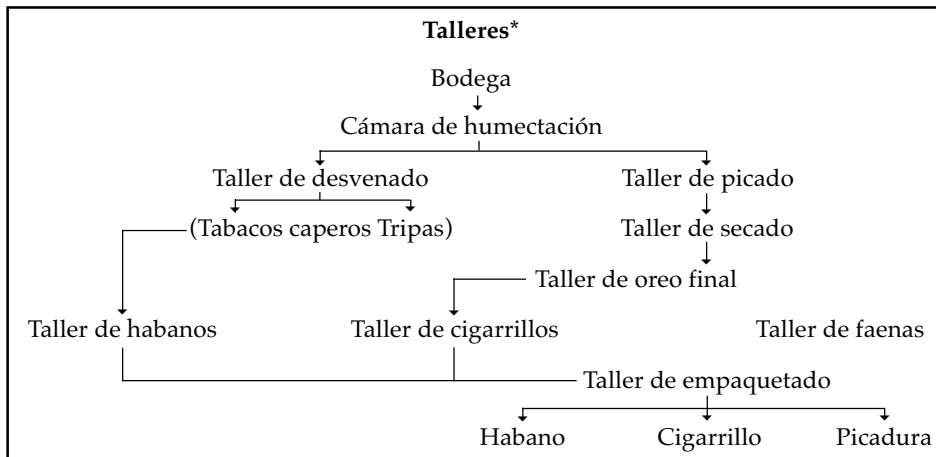 Talleres*
Bodega
Cámara de humectación
Taller de desvenado Taller de picado
(Tabacos caperos Tripas) Taller de secado
Taller de oreo final
Taller de habanos Taller de cigarrillos Taller de faenas
Taller de empaquetado
Habano Cigarrillo Picadura